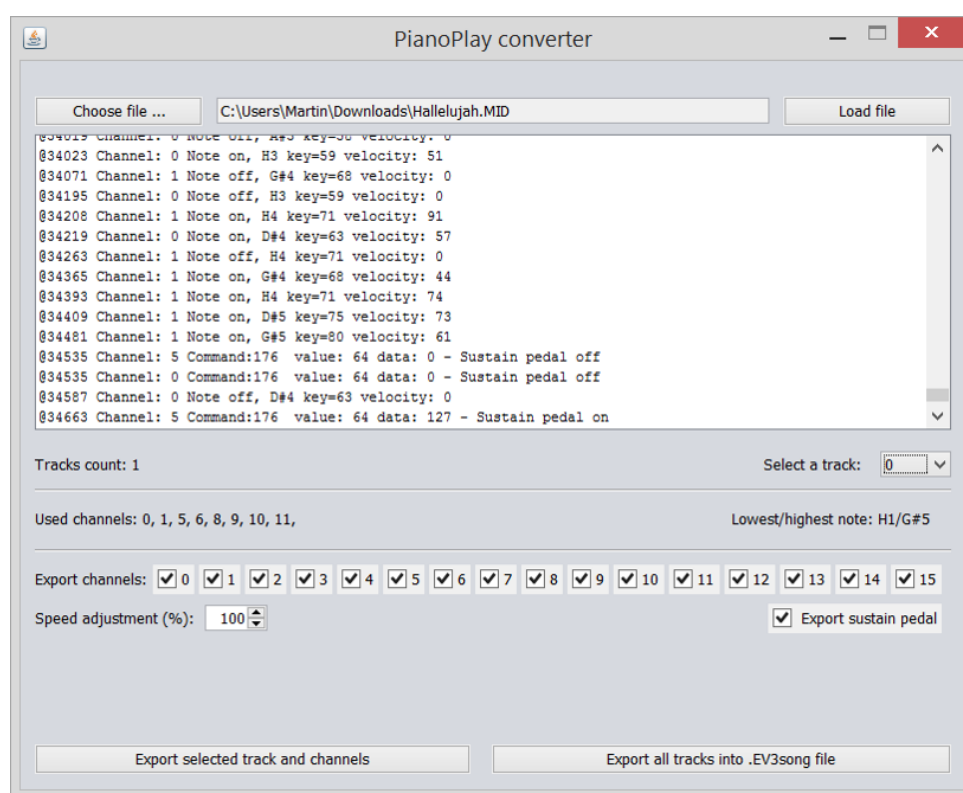 PianoPlay converter
Choose file ... C:\Users\Martin\Downloads\Hallelujah.MID Load file
@34019 Channel: 0 Note off, A#3 key=58 velocity: 0
@34023 Channel: 0 Note on, H3 key=59 velocity: 51
@34071 Channel: 1 Note off, G#4 key=68 velocity: 0
@34195 Channel: 0 Note off, H3 key=59 velocity: 0
@34208 Channel: 1 Note on, H4 key=71 velocity: 91
@34219 Channel: 0 Note on, D#4 key=63 velocity: 57
@34263 Channel: 1 Note off, H4 key=71 velocity: 0
@34365 Channel: 1 Note on, G#4 key=68 velocity: 44
@34393 Channel: 1 Note on, H4 key=71 velocity: 74
@34409 Channel: 1 Note on, D#5 key=75 velocity: 73
@34481 Channel: 1 Note on, G#5 key=80 velocity: 61
@34535 Channel: 5 Command:176  value: 64 data: 0 - Sustain pedal off
@34535 Channel: 0 Command:176  value: 64 data: 0 - Sustain pedal off
@34587 Channel: 0 Note off, D#4 key=63 velocity: 0
@34663 Channel: 5 Command:176  value: 64 data: 127 - Sustain pedal on
Tracks count: 1 Select a track: 0
Used channels: 0, 1, 5, 6, 8, 9, 10, 11, Lowest/highest note: H1/G#5
Export channels: 0 1 2 3 4 5 6 7 8 9 10 11 12 13 14 15
Speed adjustment (%): 100 Export sustain pedal
Export selected track and channels Export all tracks into .EV3song file